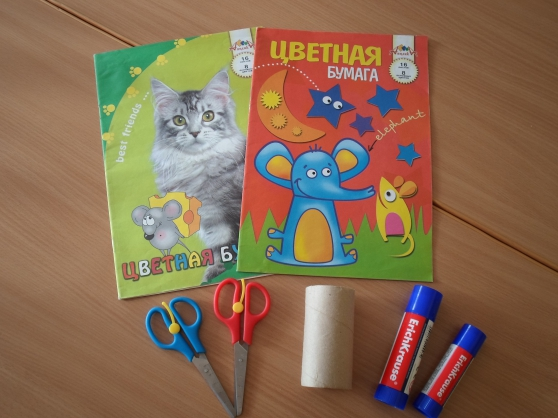 best friends ...
16
8
ЦВЕТНАЯ БУ
ЦВЕТНАЯ
БУМАГА
16
8
elephant
ErichKrause
ErichKrause